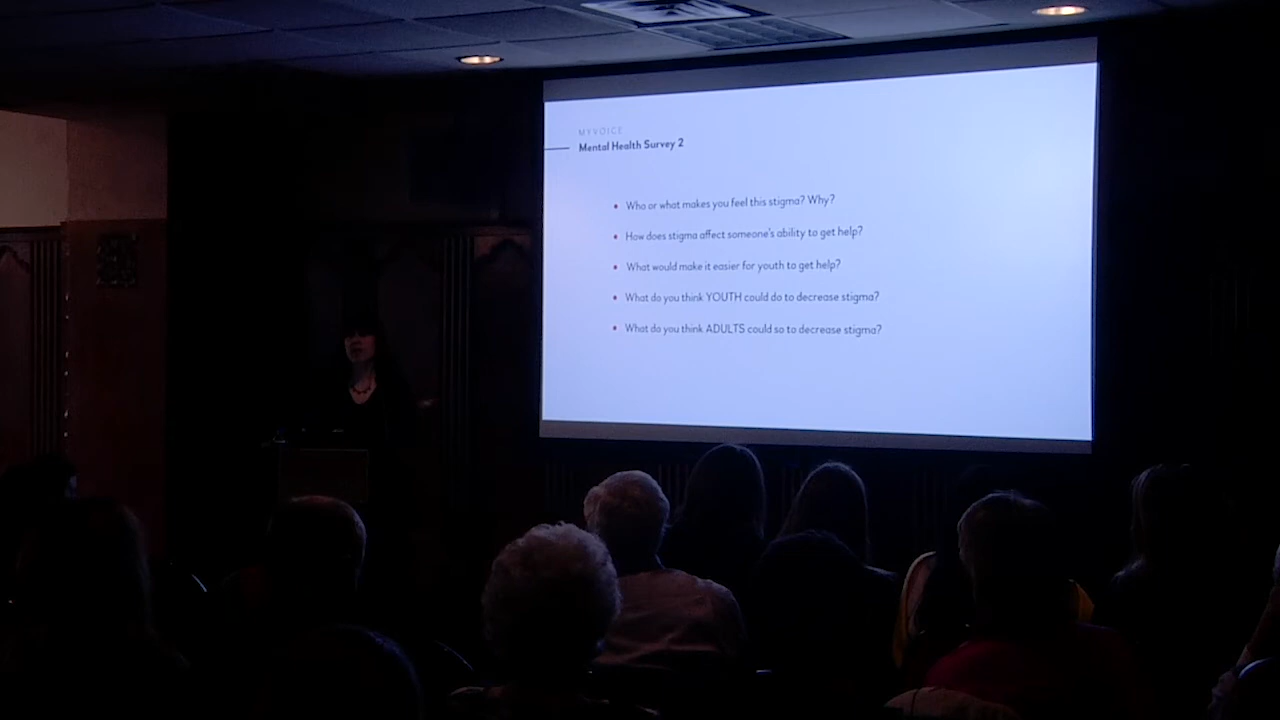 MYVOICE
Mental Health Survey 2
• Who or what makes you feel this stigma? Why?
• How does stigma affect someone's ability to get help?
• What would make it easier for youth to get help?
• What do you think YOUTH could do to decrease stigma?
• What do you think ADULTS could so to decrease stigma?